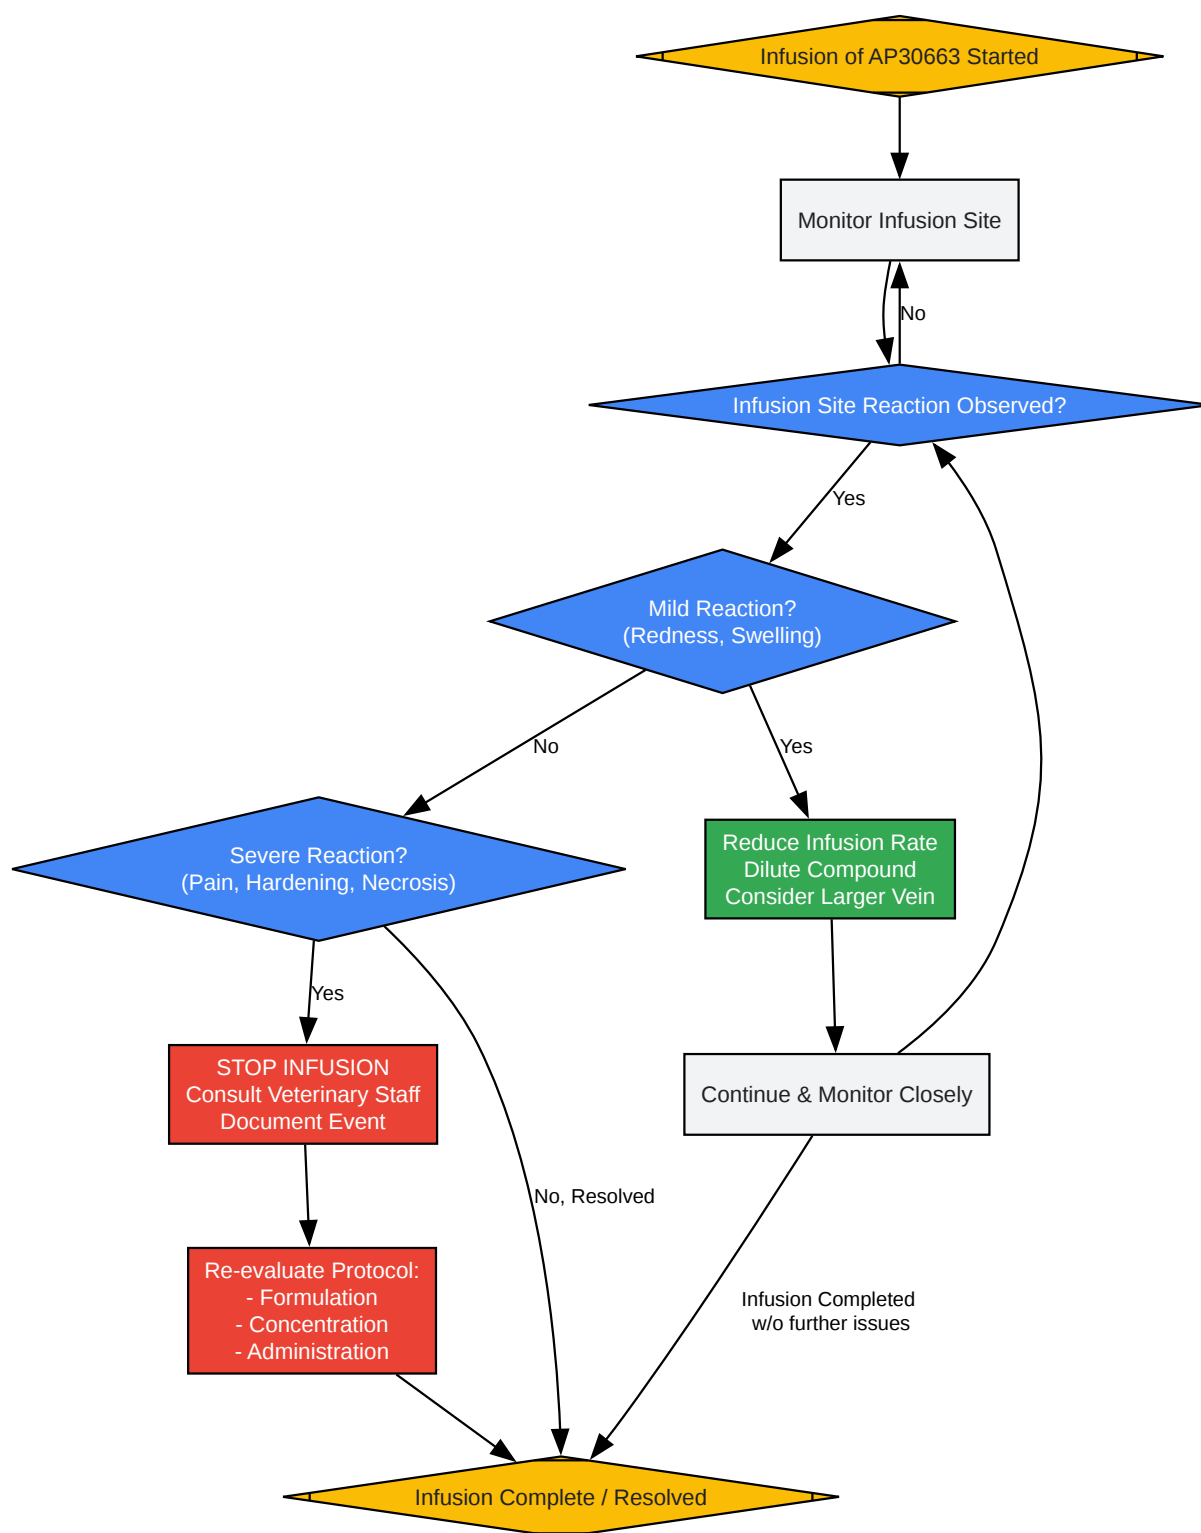 Infusion of AP30663 Started
Monitor Infusion Site
No
Infusion Site Reaction Observed?
Yes
Mild Reaction?
(Redness, Swelling)
No
Yes
Severe Reaction?
(Pain, Hardening, Necrosis)
Reduce Infusion Rate
Dilute Compound
Consider Larger Vein
Yes
STOP INFUSION
Consult Veterinary Staff
Document Event
Continue & Monitor Closely
No, Resolved
Re-evaluate Protocol:
- Formulation
- Concentration
- Administration
Infusion Completed
w/o further issues
Infusion Complete / Resolved